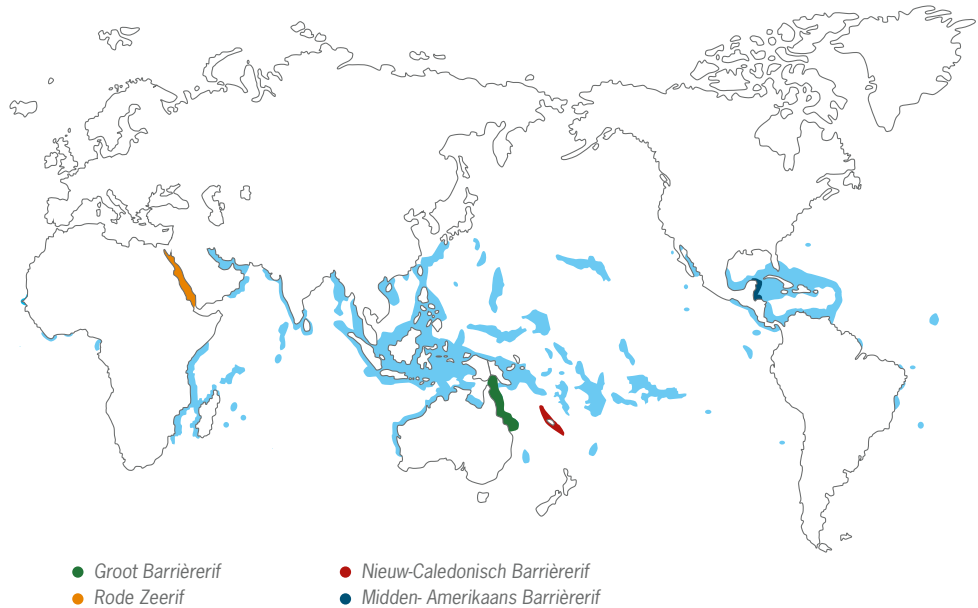 Groot Barrièrerif
Rode Zeerif
Nieuw-Caledonisch Barrièrerif
Midden- Amerikaans Barrièrerif